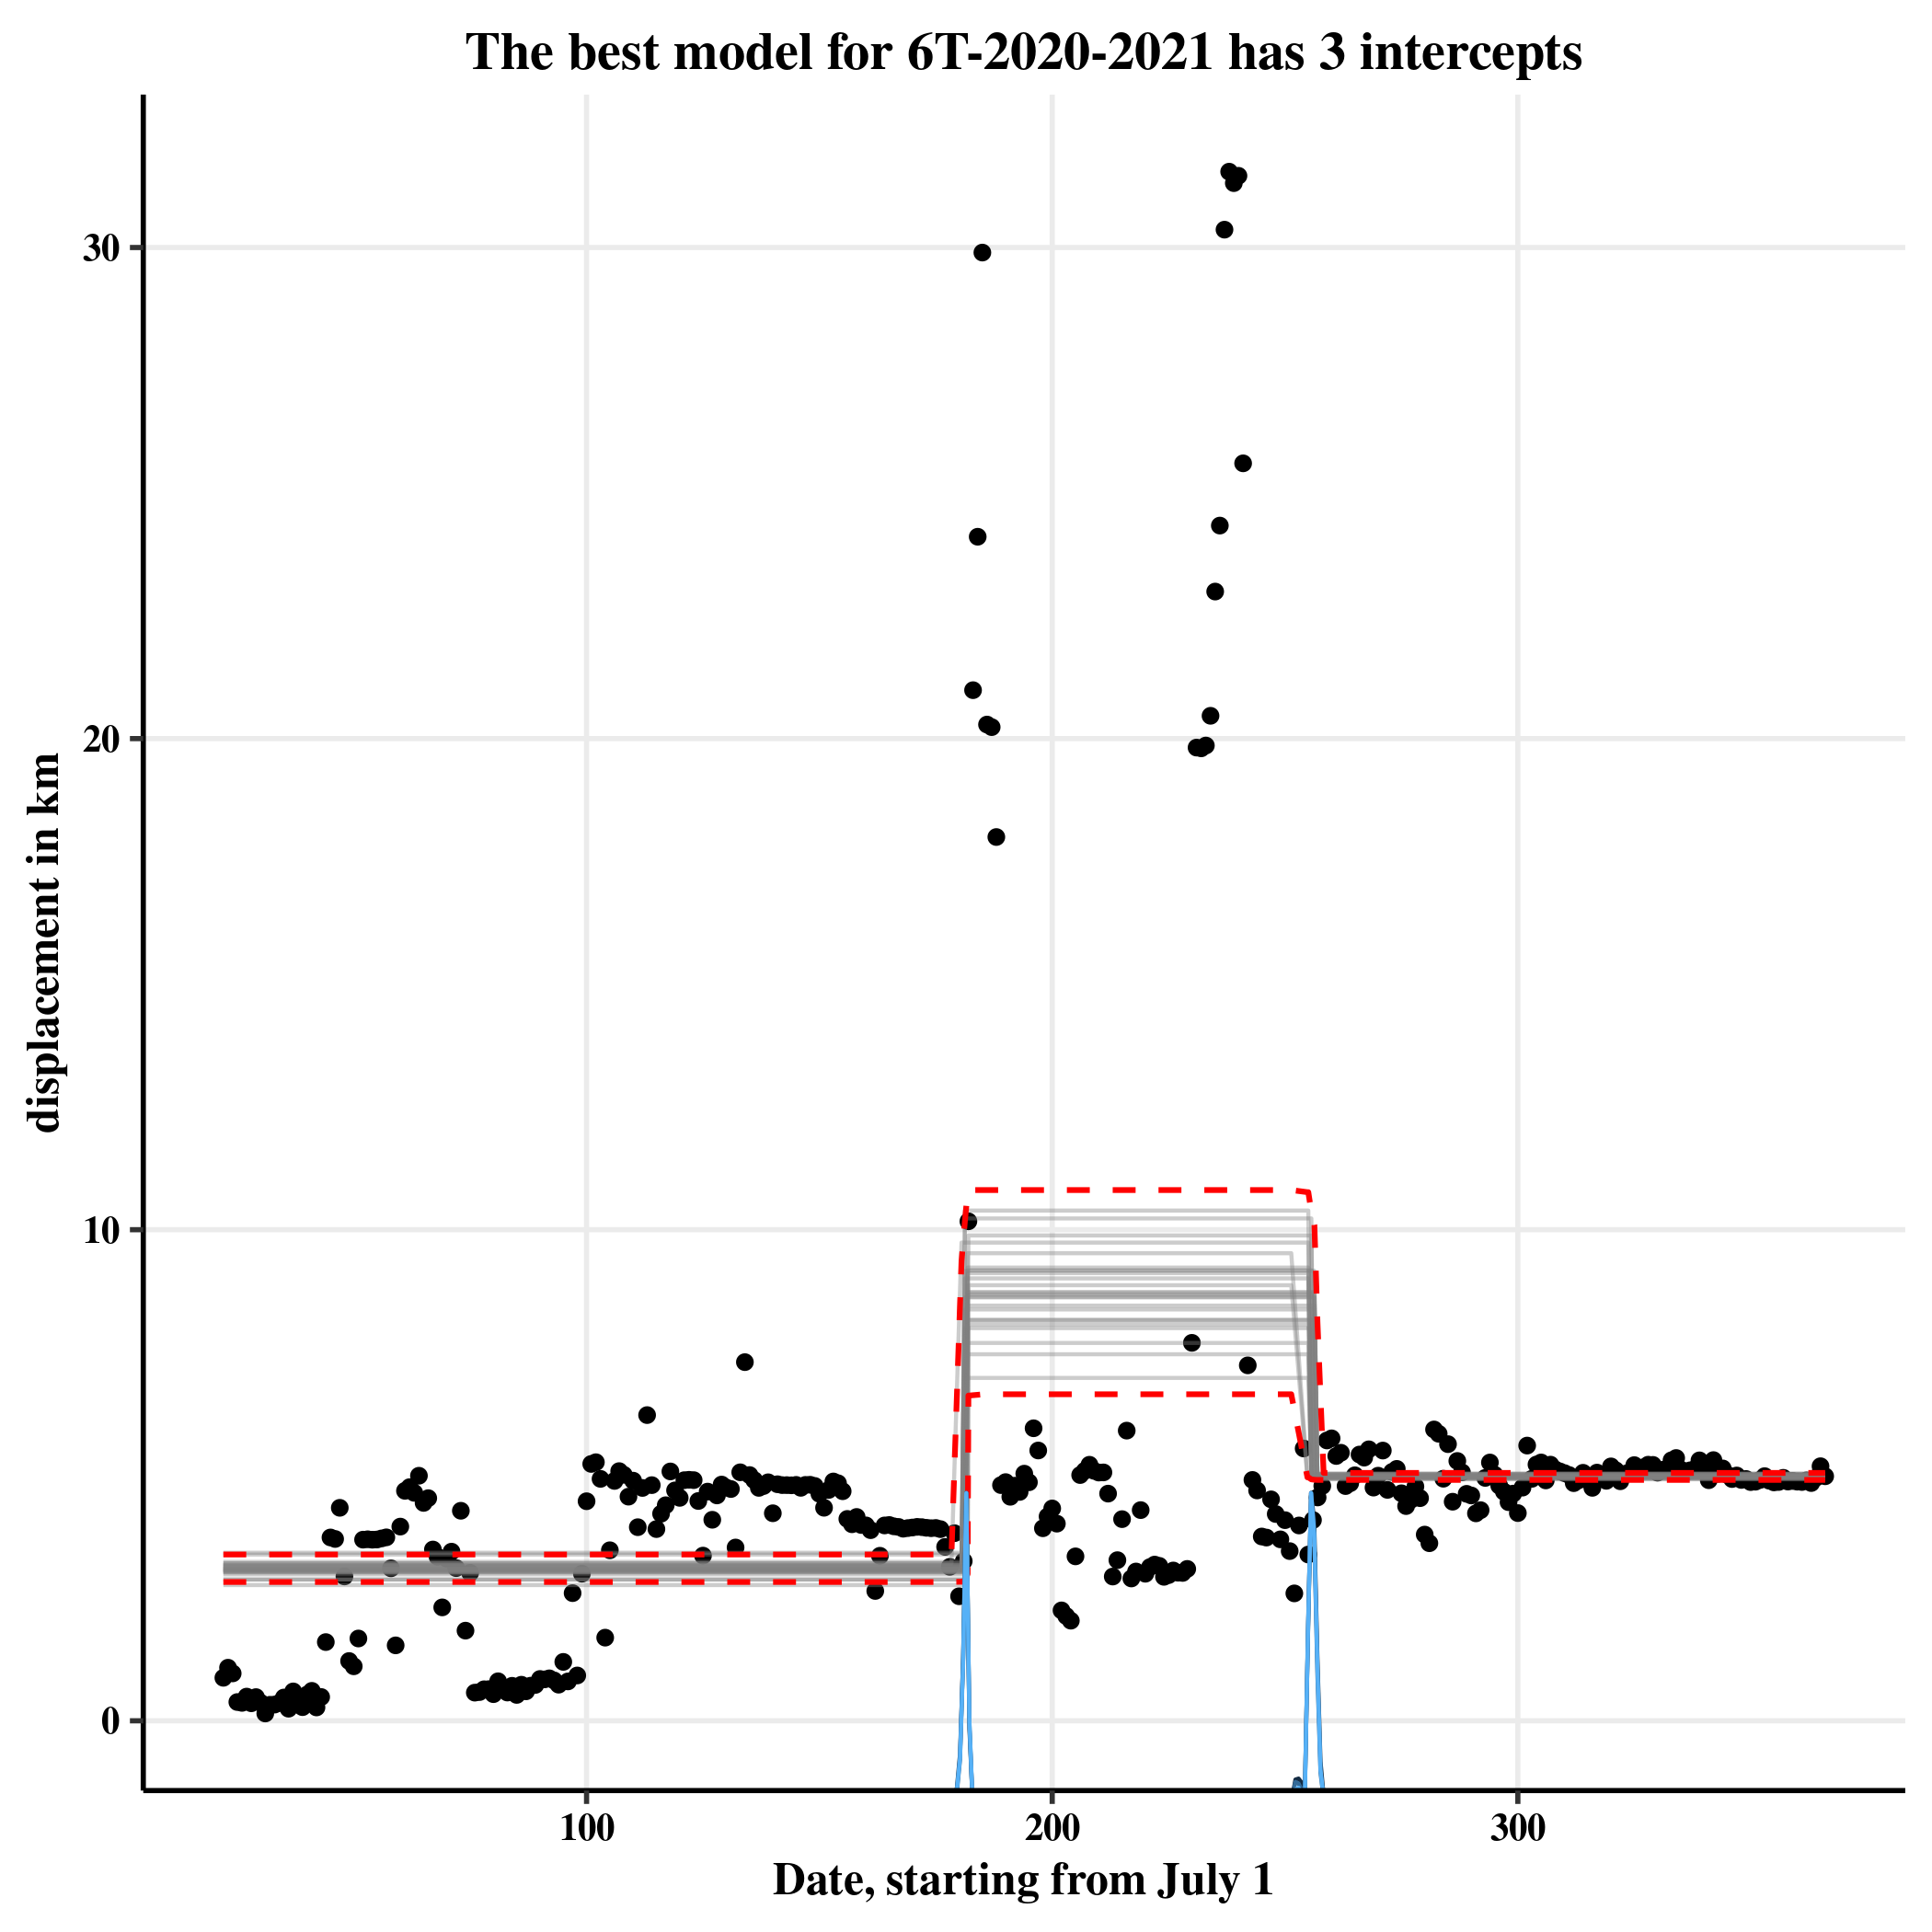 The best model for 6T-2020-2021 has 3 intercepts
displacement in km
30
20
10
0
100
200
300
Date, starting from July 1